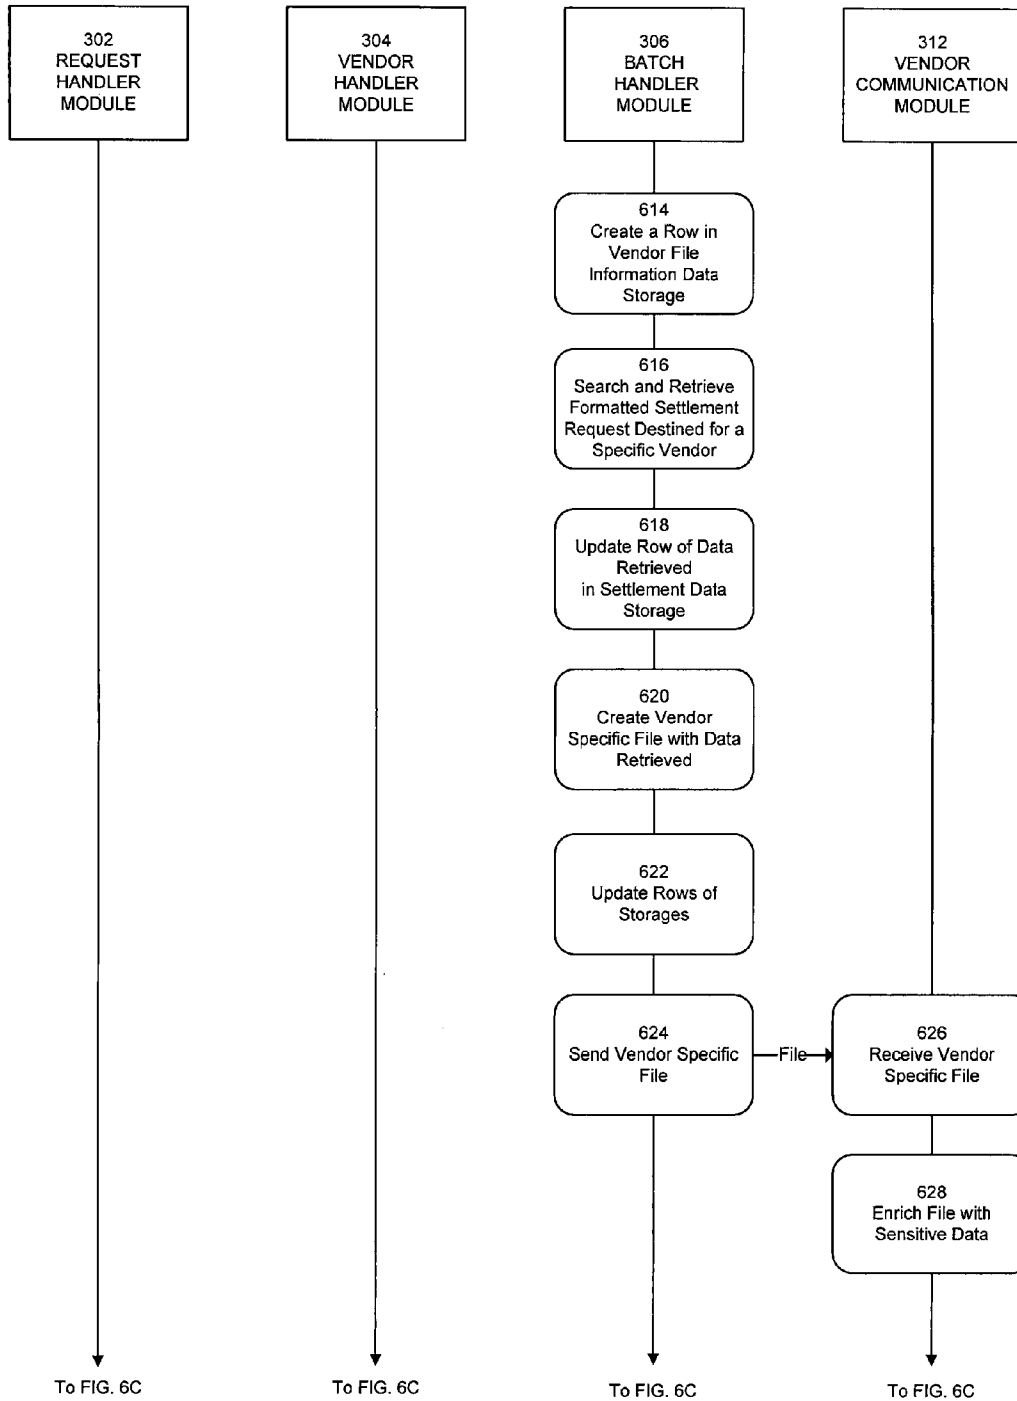 302
REQUEST
HANDLER
MODULE
304
VENDOR
HANDLER
MODULE
306
BATCH
HANDLER
MODULE
312
VENDOR
COMMUNICATION
MODULE
614
Create a Row in
Vendor File
Information Data
Storage
616
Search and Retrieve
Formatted Settlement
Request Destined for a
Specific Vendor
618
Update Row of Data
Retrieved
in Settlement Data
Storage
620
Create Vendor
Specific File with Data
Retrieved
622
Update Rows of
Storages
624
Send Vendor Specific
File
File
626
Receive Vendor
Specific File
628
Enrich File with
Sensitive Data
To FIG. 6C
To FIG. 6C
To FIG. 6C
To FIG. 6C